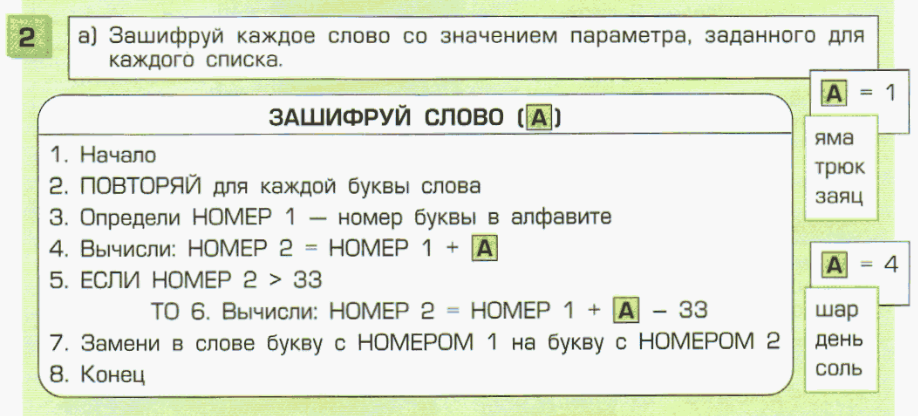 2
а) Зашифруй каждое слово со значением параметра, заданного для
каждого списка.
ЗАШИФРУЙ СЛОВО (А)
1. Начало
2. ПОВТОРЯЙ для каждой буквы слова
3. Определи НОМЕР 1 — номер буквы в алфавите
4. Вычисли: НОМЕР 2 = НОМЕР 1 + А
5. ЕСЛИ НОМЕР 2 > 33
ТО 6. Вычисли: НОМЕР 2 = НОМЕР 1 + А – 33
7. Замени в слове букву с НОМЕРОМ 1 на букву с НОМЕРОМ 2
8. Конец
А = 1
яма
трюк
заяц
А = 4
шар
день
соль